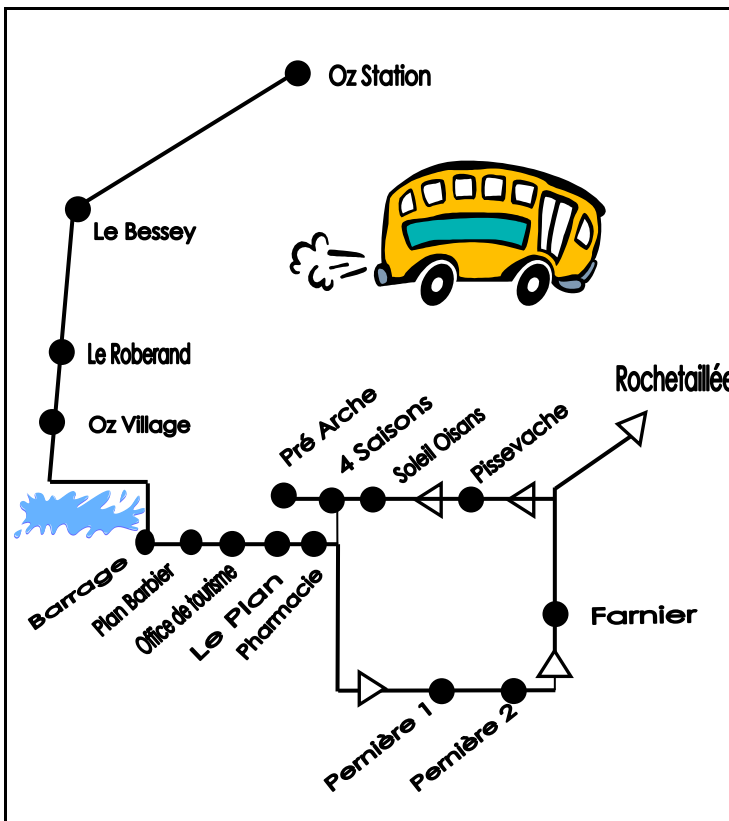 Oz Station
Le Bessey
Le Roberand
Oz Village
Rochetaillée
Pré Arche
4 Saisons
Soleil Oisans
Pissevache
Barrage
Plan Barbier
Office de tourisme
Le Plan
Pharmacie
Farnier
Pernière 1
Pernière 2